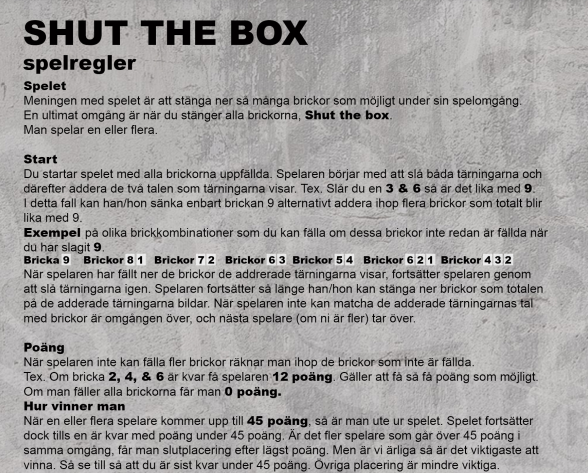 SHUT THE BOX
spelregler
Spelet
Meningen med spelet är att stänga ner så många brickor som möjligt under sin spelomgång.
En ultimat omgång är när du stänger alla brickorna, Shut the box.
Man spelar en eller flera.
Start
Du startar spelet med alla brickorna uppfällda. Spelaren börjar med att slå båda tärningarna och
därefter addera de två talen som tärningarna visar. Tex. Slår du en 3 & 6 så är det lika med 9.
I detta fall kan han/hon sänka enbart brickan 9 alternativt addera ihop flera brickor som totalt blir
lika med 9.
Exempel på olika brickkombinationer som du kan fälla om dessa brickor inte redan är fällda när
du har slagit 9.
Bricka 9 Brickor 8 1 Brickor 7 2 Brickor 6 3 Brickor 5 4 Brickor 6 2 1 Brickor 4 3 2
När spelaren har fällt ner de brickor de addrerade tärningarna visar, fortsätter spelaren genom
att slå tärningarna igen. Spelaren fortsätter så länge han/hon kan stänga ner brickor som totalen
på de adderade tärningarna bildar. När spelaren inte kan matcha de adderade tärningarnas tal
med brickor är omgången över, och nästa spelare (om ni är fler) tar över.
Poäng
När spelaren inte kan fälla fler brickor räknar man ihop de brickor som inte är fällda.
Tex. Om bricka 2, 4, & 6 är kvar få spelaren 12 poäng. Gäller att få så få poäng som möjligt.
Om man fäller alla brickorna får man 0 poäng.
Hur vinner man
När en eller flera spelare kommer upp till 45 poäng, så är man ute ur spelet. Spelet fortsätter
dock tills en är kvar med poäng under 45 poäng. Är det fler spelare som går över 45 poäng i
samma omgång, får man slutplacering efter lägst poäng. Men är vi ärliga så är det viktigaste att
vinna. Så se till så att du är sist kvar under 45 poäng. Övriga placering är mindre viktiga.